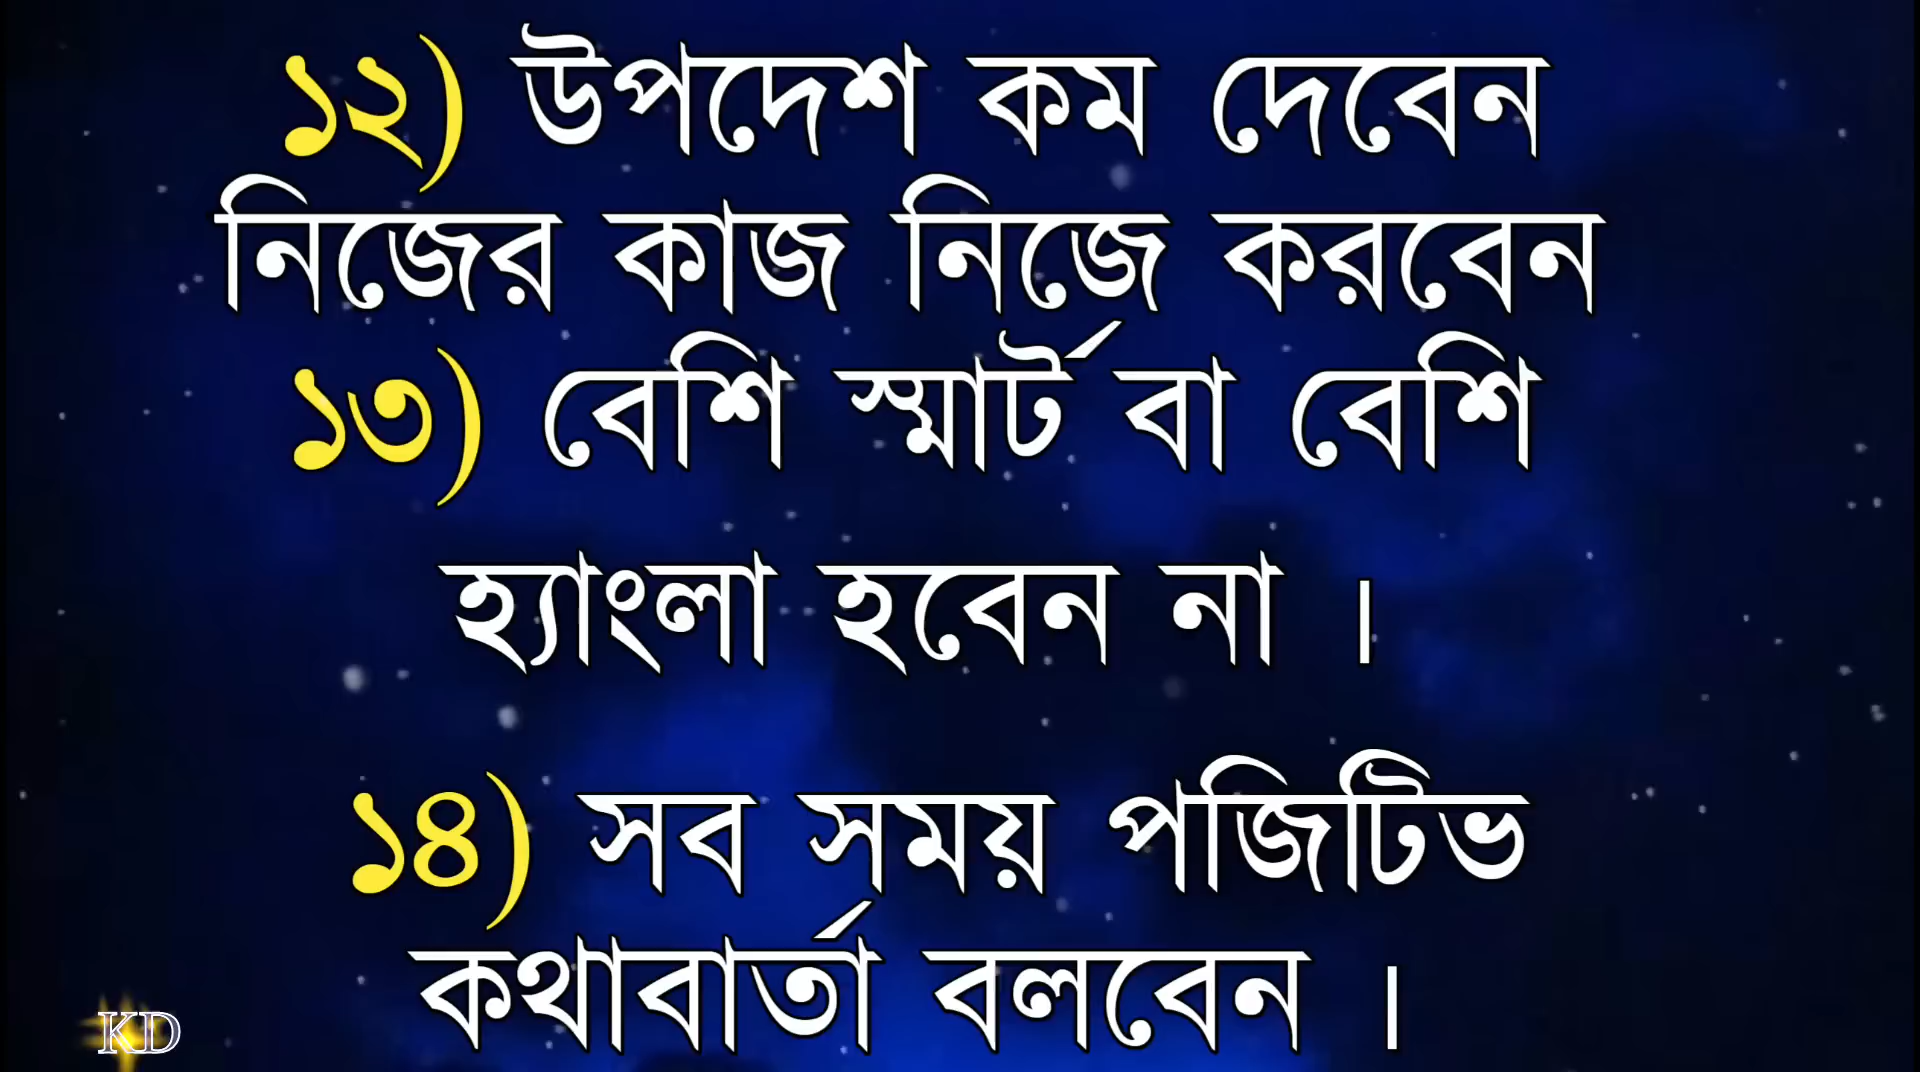 ১২) উপদেশ কম দেবেন
নিজের কাজ নিজে করবেন
১৩) বেশি স্মার্ট বা বেশি
হ্যাংলা হবেন না ।
১৪) সব সময় পজিটিভ
কথাবার্তা বলবেন ।
KD